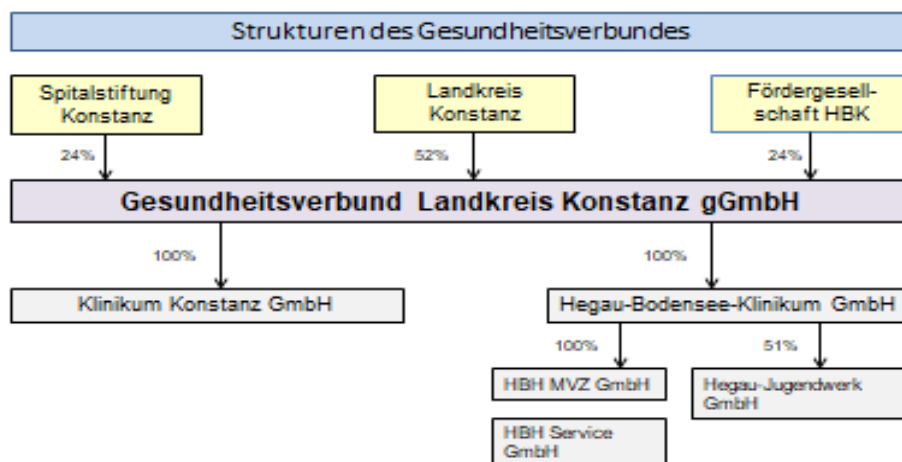 Strukturen des Gesundheitsverbundes
Spitalstiftung
Konstanz
Landkreis
Konstanz
Fördergesell-
schaft HBK
24%
52%
24%
Gesundheitsverbund Landkreis Konstanz gGmbH
100%
100%
Klinikum Konstanz GmbH
Hegau-Bodensee-Klinikum GmbH
100%
51%
HBH MVZ GmbH
Hegau-Jugendwerk
GmbH
HBH Service
GmbH